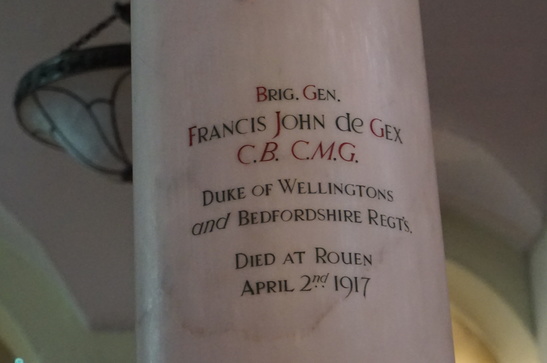 BRIG. GEN.
FRANCIS JOHN de GEX
C.B. C.M.G.
DUKE OF WELLINGTONS
and BEDFORDSHIRE REGTS.
DIED AT ROUEN
APRIL 2nd 1917